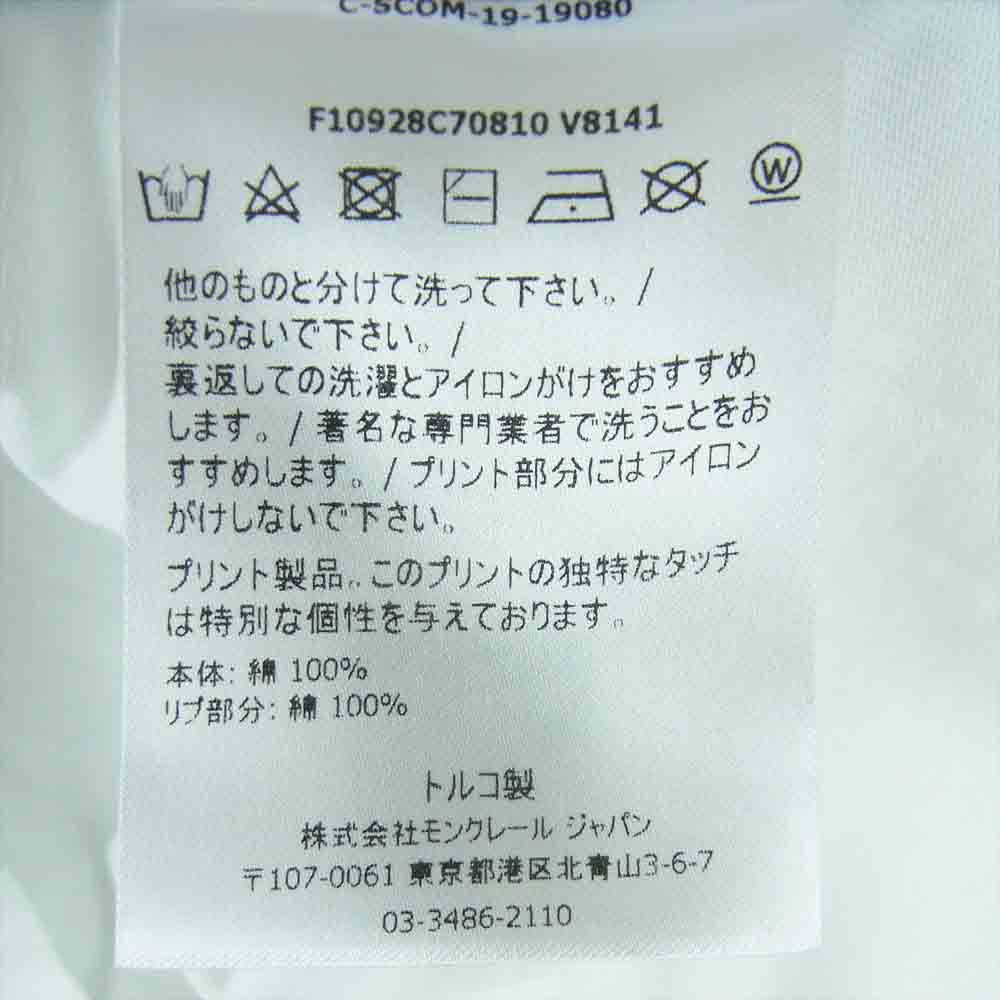 C-SCOM-19-19080
F10928C70810 V8141
W
他のものと分けて洗って下さい。/
絞らないで下さい。/
裏返しての洗濯とアイロンがけをおすすめ
します。/ 著名な専門業者で洗うことをお
すすめします。/ プリント部分にはアイロン
がけしないで下さい。
プリント製品。このプリントの独特なタッチ
は特別な個性を与えております。
本体: 綿 100%
リブ部分: 綿 100%
トルコ製
株式会社モンクレール ジャパン
〒107-0061 東京都港区北青山3-6-7
03-3486-2110